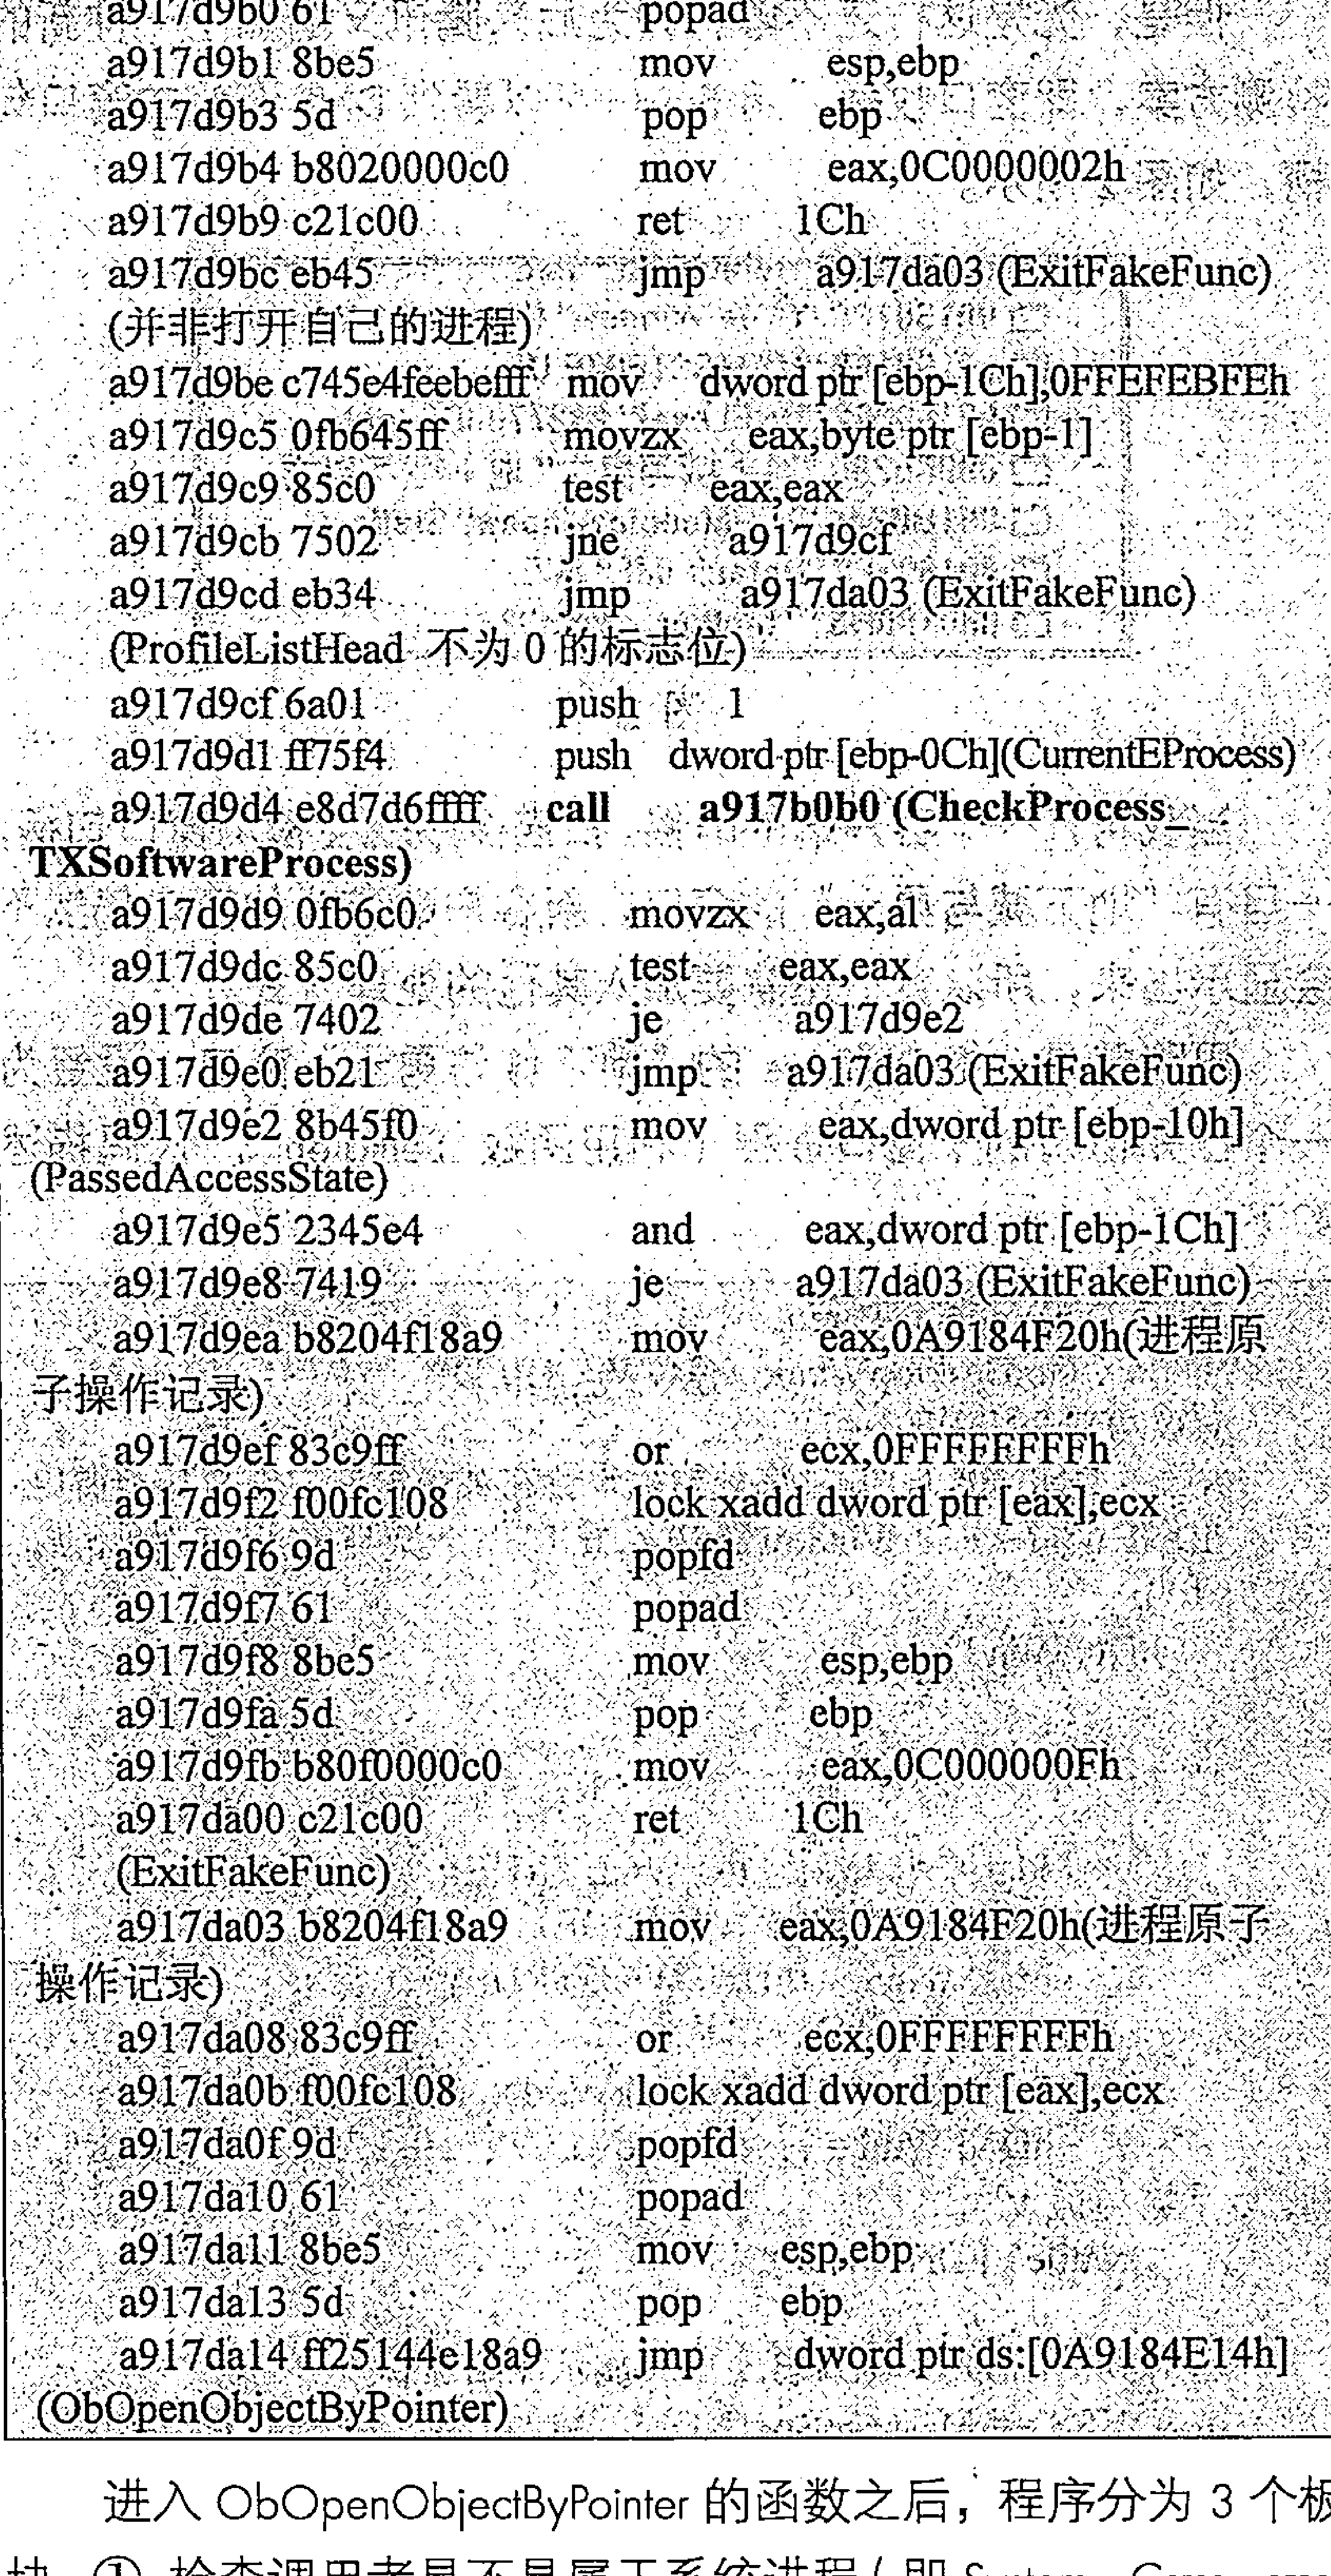 a917d9b0 61 popad
a917d9b1 8be5 mov esp,ebp
a917d9b3 5d pop ebp
a917d9b4 b8020000c0 mov eax,0C0000002h
a917d9b9 c21c00 ret 1Ch
a917d9bc eb45 jmp a917da03 (ExitFakeFunc)
(并非打开自己的进程)
a917d9be c745e4feebefff mov dword ptr [ebp-1Ch],0FFEFEBFEh
a917d9c5 0fb645ff movzx eax,byte ptr [ebp-1]
a917d9c9 85c0 test eax,eax
a917d9cb 7502 jne a917d9cf
a917d9cd eb34 jmp a917da03 (ExitFakeFunc)
(ProfileListHead 不为 0 的标志位)
a917d9cf 6a01 push 1
a917d9d1 ff75f4 push dword ptr [ebp-0Ch](CurrentEProcess)
a917d9d4 e8d7d6ffff call a917b0b0 (CheckProcess_
TXSoftwareProcess)
a917d9d9 0fb6c0 movzx eax,al
a917d9dc 85c0 test eax,eax
a917d9de 7402 je a917d9e2
a917d9e0 eb21 jmp a917da03 (ExitFakeFunc)
a917d9e2 8b45f0 mov eax,dword ptr [ebp-10h]
(PassedAccessState)
a917d9e5 2345e4 and eax,dword ptr [ebp-1Ch]
a917d9e8 7419 je a917da03 (ExitFakeFunc)
a917d9ea b8204f18a9 mov eax,0A9184F20h(进程原
子操作记录)
a917d9ef 83c9ff or ecx,0FFFFFFFFh
a917d9f2 f00fc108 lock xadd dword ptr [eax],ecx
a917d9f6 9d popfd
a917d9f7 61 popad
a917d9f8 8be5 mov esp,ebp
a917d9fa 5d pop ebp
a917d9fb b80f0000c0 mov eax,0C000000Fh
a917da00 c21c00 ret 1Ch
(ExitFakeFunc)
a917da03 b8204f18a9 mov eax,0A9184F20h(进程原子
操作记录)
a917da08 83c9ff or ecx,0FFFFFFFFh
a917da0b f00fc108 lock xadd dword ptr [eax],ecx
a917da0f 9d popfd
a917da10 61 popad
a917da11 8be5 mov esp,ebp
a917da13 5d pop ebp
a917da14 ff25144e18a9 jmp dword ptr ds:[0A9184E14h]
(ObOpenObjectByPointer)
进入 ObOpenObjectByPointer 的函数之后，程序分为 3 个板